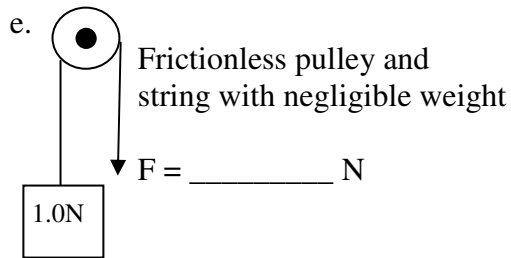 e.
Frictionless pulley and
string with negligible weight
F = _________ N
1.0N